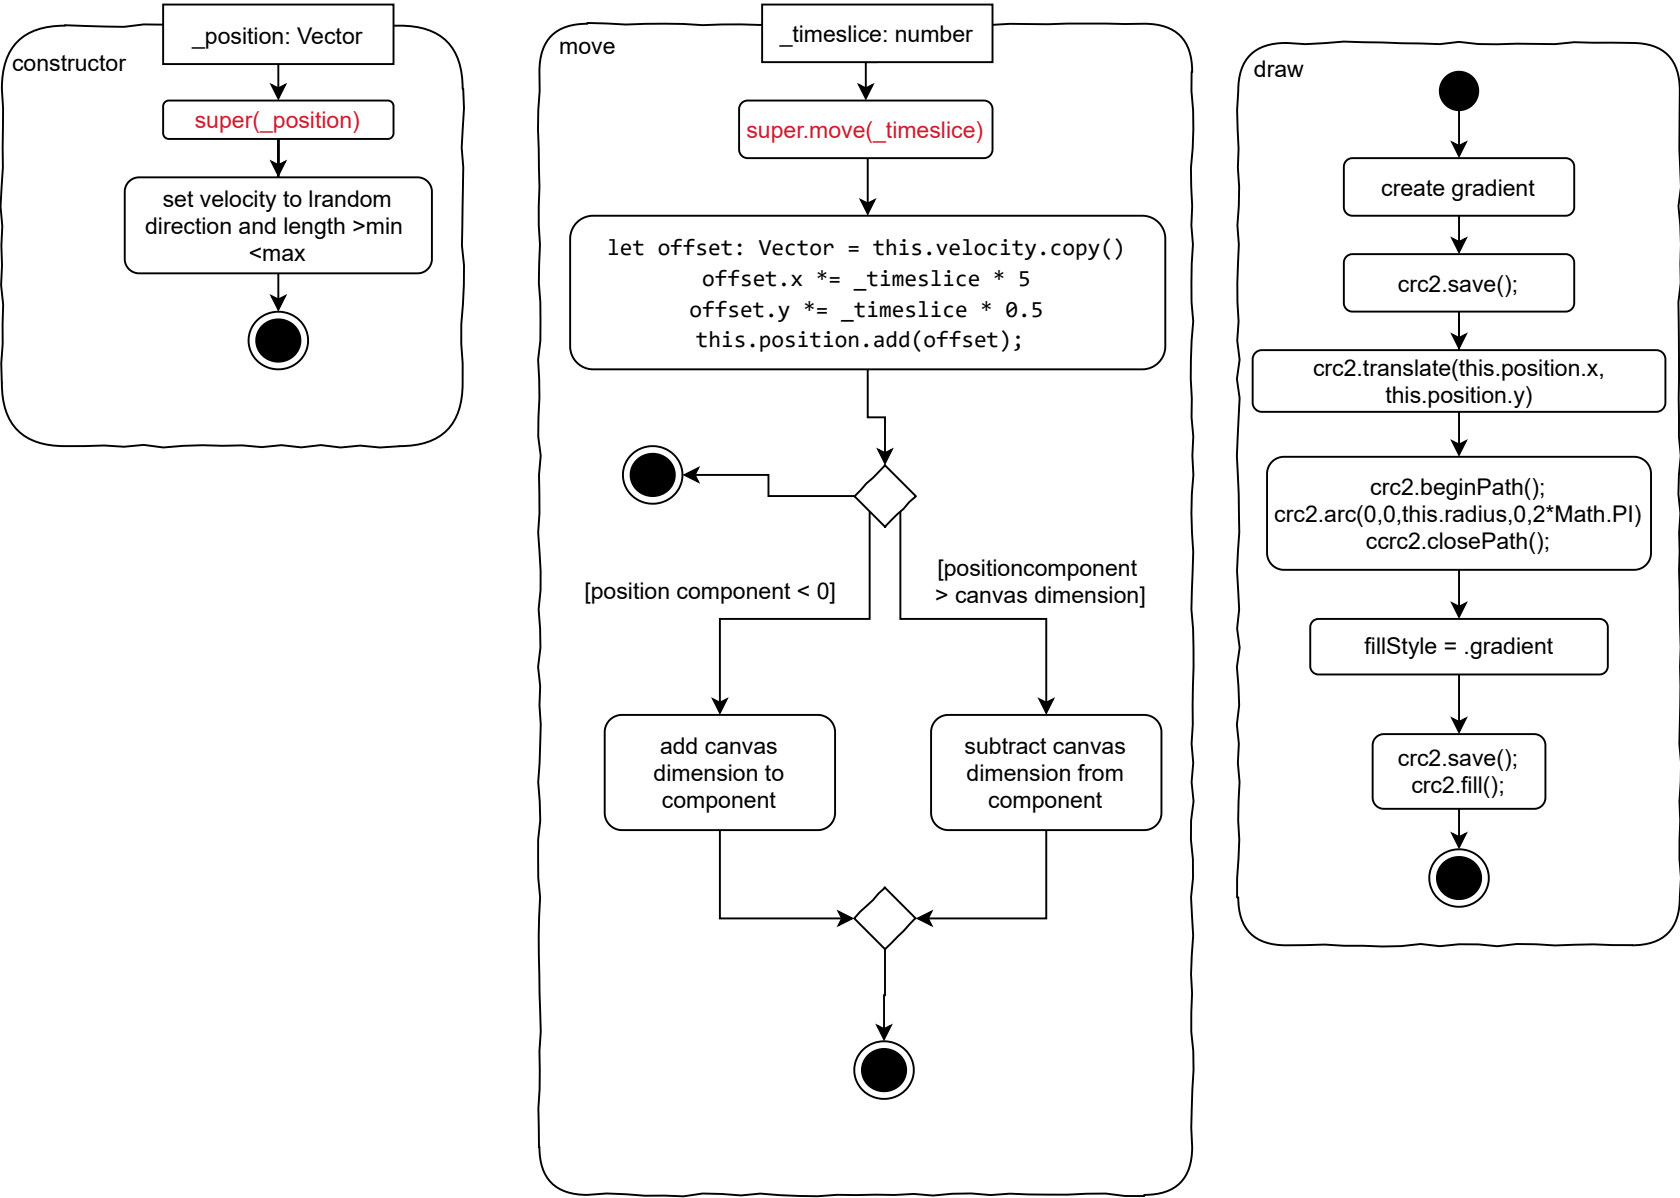 constructor
_position: Vector
super(_position)
set velocity to lrandom
direction and length >min
<max
move
_timeslice: number
super.move(_timeslice)
let offset: Vector = this.velocity.copy()
offset.x *= _timeslice * 5
offset.y *= _timeslice * 0.5
this.position.add(offset);
[position component < 0]
[positioncomponent
> canvas dimension]
add canvas
dimension to
component
subtract canvas
dimension from
component
draw
create gradient
crc2.save();
crc2.translate(this.position.x,
this.position.y)
crc2.beginPath();
crc2.arc(0,0,this.radius,0,2*Math.PI)
ccrc2.closePath();
fillStyle = .gradient
crc2.save();
crc2.fill();